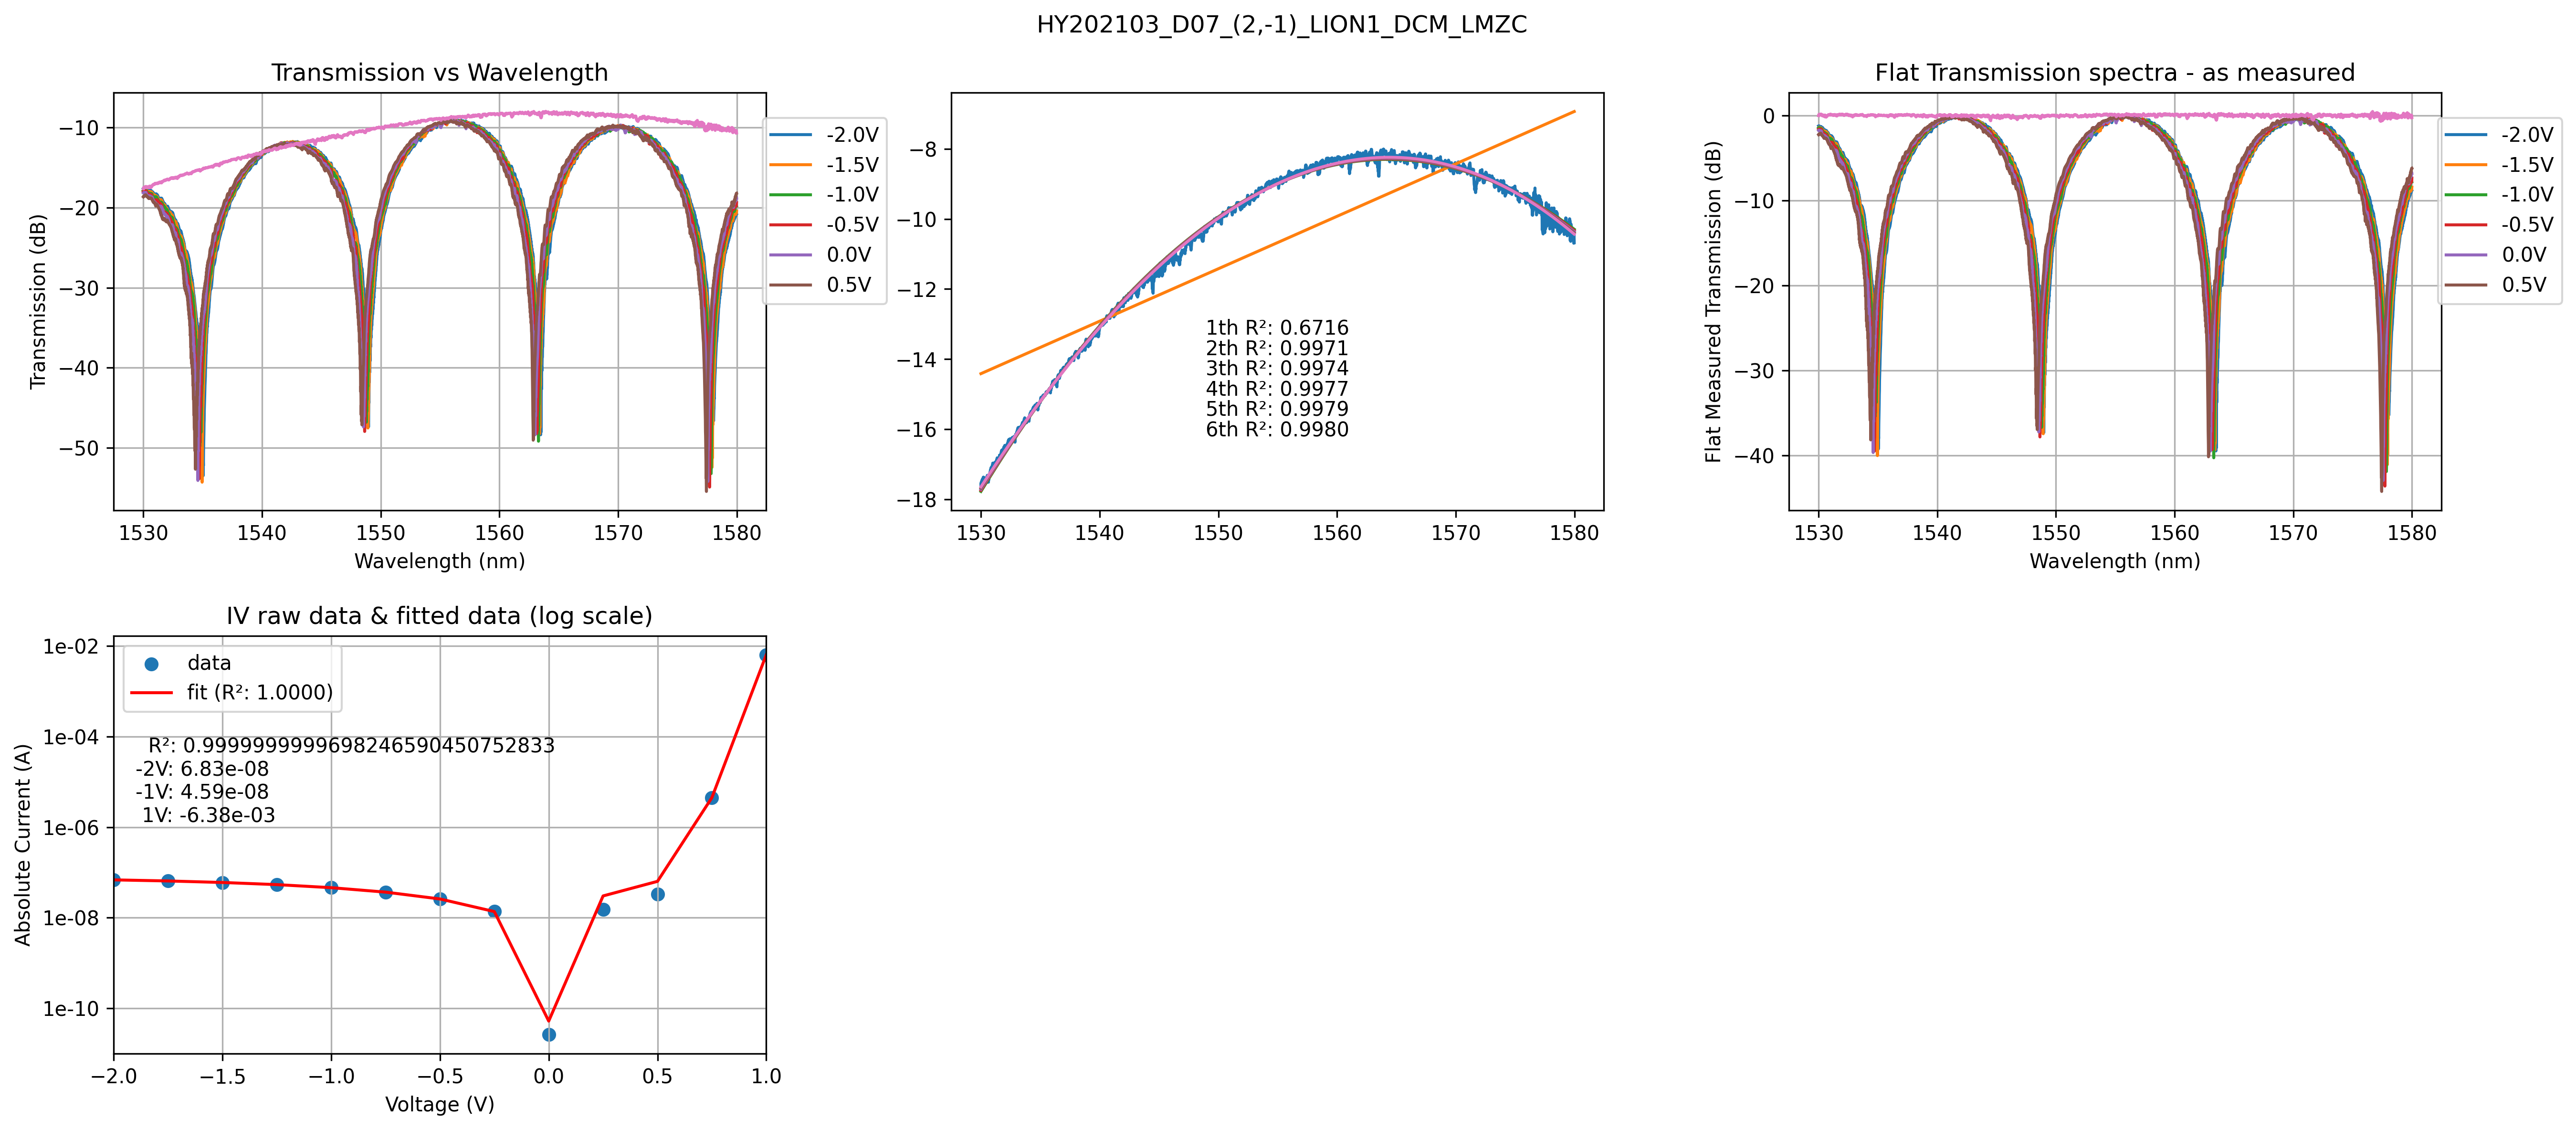 HY202103_D07_(2,-1)_LION1_DCM_LMZC
Transmission vs Wavelength
Transmission (dB)
−10
−20
−30
−40
−50
1530
1540
1550
1560
1570
1580
Wavelength (nm)
-2.0V
-1.5V
-1.0V
-0.5V
0.0V
0.5V
−8
−10
−12
−14
−16
−18
1th R²: 0.6716
2th R²: 0.9971
3th R²: 0.9974
4th R²: 0.9977
5th R²: 0.9979
6th R²: 0.9980
1530
1540
1550
1560
1570
1580
Flat Transmission spectra - as measured
Flat Measured Transmission (dB)
0
−10
−20
−30
−40
1530
1540
1550
1560
1570
1580
Wavelength (nm)
-2.0V
-1.5V
-1.0V
-0.5V
0.0V
0.5V
IV raw data & fitted data (log scale)
Absolute Current (A)
1e-02
1e-04
1e-06
1e-08
1e-10
data
fit (R²: 1.0000)
R²: 0.9999999999698246590450752833
-2V: 6.83e-08
-1V: 4.59e-08
1V: -6.38e-03
−2.0
−1.5
−1.0
−0.5
0.0
0.5
1.0
Voltage (V)